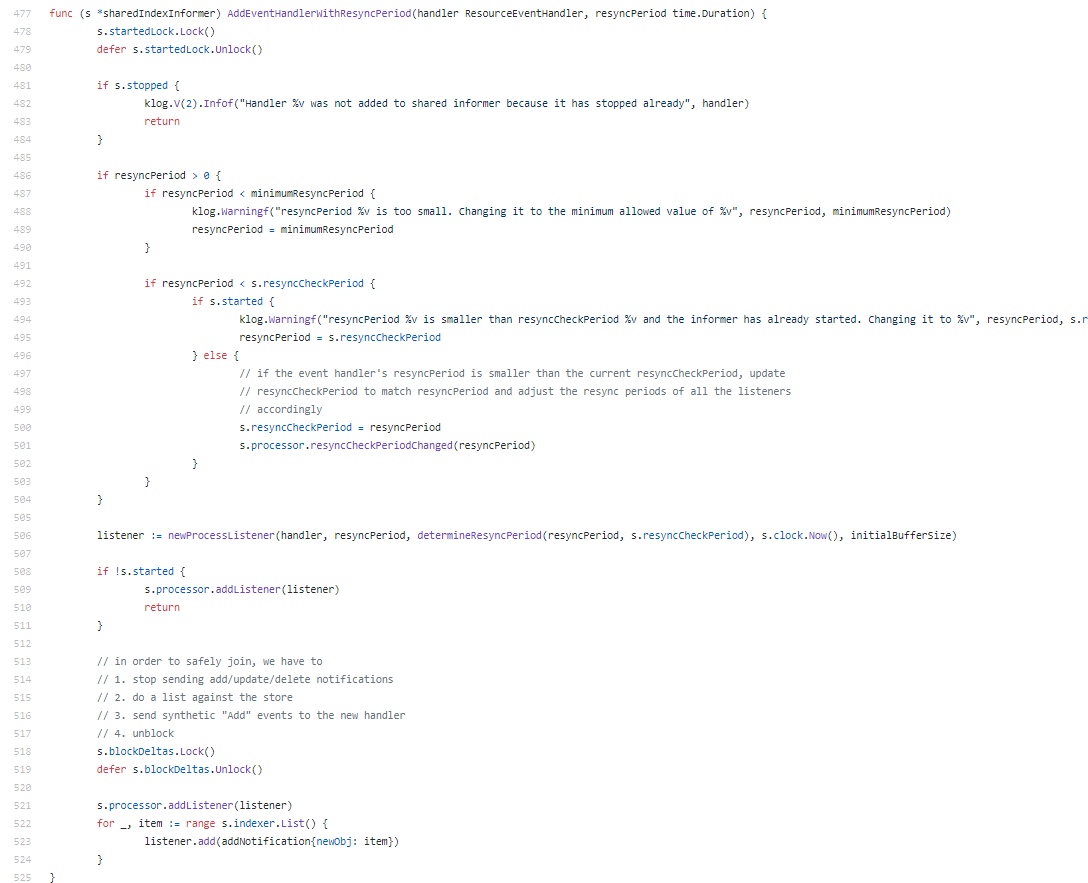 477 func (s *sharedIndexInformer) AddEventHandlerWithResyncPeriod(handler ResourceEventHandler, resyncPeriod time.Duration) {
478 s.startedLock.Lock()
479 defer s.startedLock.Unlock()
480
481 if s.stopped {
482 klog.V(2).Infof("Handler %v was not added to shared informer because it has stopped already", handler)
483 return
484 }
485
486 if resyncPeriod > 0 {
487 if resyncPeriod < minimumResyncPeriod {
488 klog.Warningf("resyncPeriod %v is too small. Changing it to the minimum allowed value of %v", resyncPeriod, minimumResyncPeriod)
489 resyncPeriod = minimumResyncPeriod
490 }
491
492 if resyncPeriod < s.resyncCheckPeriod {
493 if s.started {
494 klog.Warningf("resyncPeriod %v is smaller than resyncCheckPeriod %v and the informer has already started. Changing it to %v", resyncPeriod, s.r
495 resyncPeriod = s.resyncCheckPeriod
496 } else {
497 // if the event handler's resyncPeriod is smaller than the current resyncCheckPeriod, update
498 // resyncCheckPeriod to match resyncPeriod and adjust the resync periods of all the listeners
499 // accordingly
500 s.resyncCheckPeriod = resyncPeriod
501 s.processor.resyncCheckPeriodChanged(resyncPeriod)
502 }
503 }
504 }
505
506 listener := newProcessListener(handler, resyncPeriod, determineResyncPeriod(resyncPeriod, s.resyncCheckPeriod), s.clock.Now(), initialBufferSize)
507
508 if !s.started {
509 s.processor.addListener(listener)
510 return
511 }
512
513 // in order to safely join, we have to
514 // 1. stop sending add/update/delete notifications
515 // 2. do a list against the store
516 // 3. send synthetic "Add" events to the new handler
517 // 4. unblock
518 s.blockDeltas.Lock()
519 defer s.blockDeltas.Unlock()
520
521 s.processor.addListener(listener)
522 for _, item := range s.indexer.List() {
523 listener.add(addNotification{newObj: item})
524 }
525 }